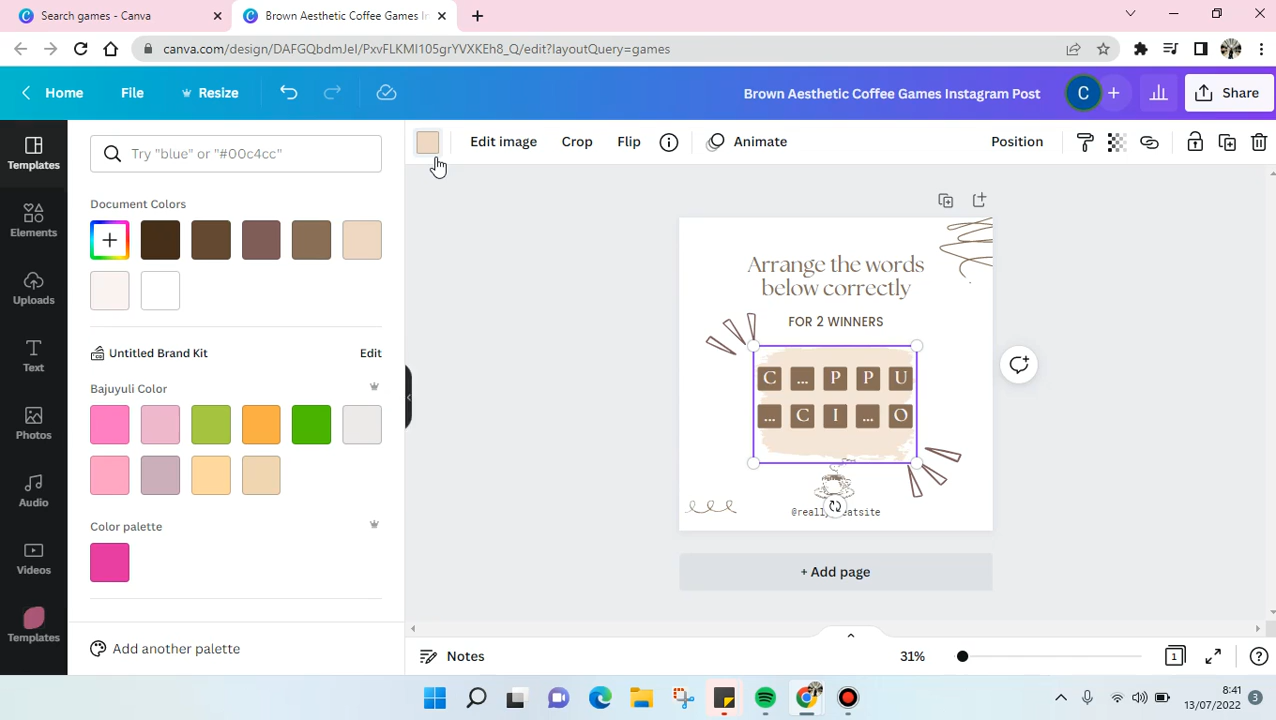 Search games - Canva
Brown Aesthetic Coffee Games In
canva.com/design/DAFGQbdmJeI/PxvFLKMI105grYVXKEh8_Q/edit?layoutQuery=games
Home
File
Resize
Brown Aesthetic Coffee Games Instagram Post
C
Share
Templates
Elements
Uploads
Text
Photos
Audio
Videos
Templates
Try "blue" or "#00c4cc"
Document Colors
Untitled Brand Kit
Edit
Bajuyuli Color
Color palette
Add another palette
Edit image
Crop
Flip
Animate
Position
Arrange the words
below correctly
FOR 2 WINNERS
C ... P P U
... C I ... O
+ Add page
Notes
31%
1
8:41
13/07/2022
3